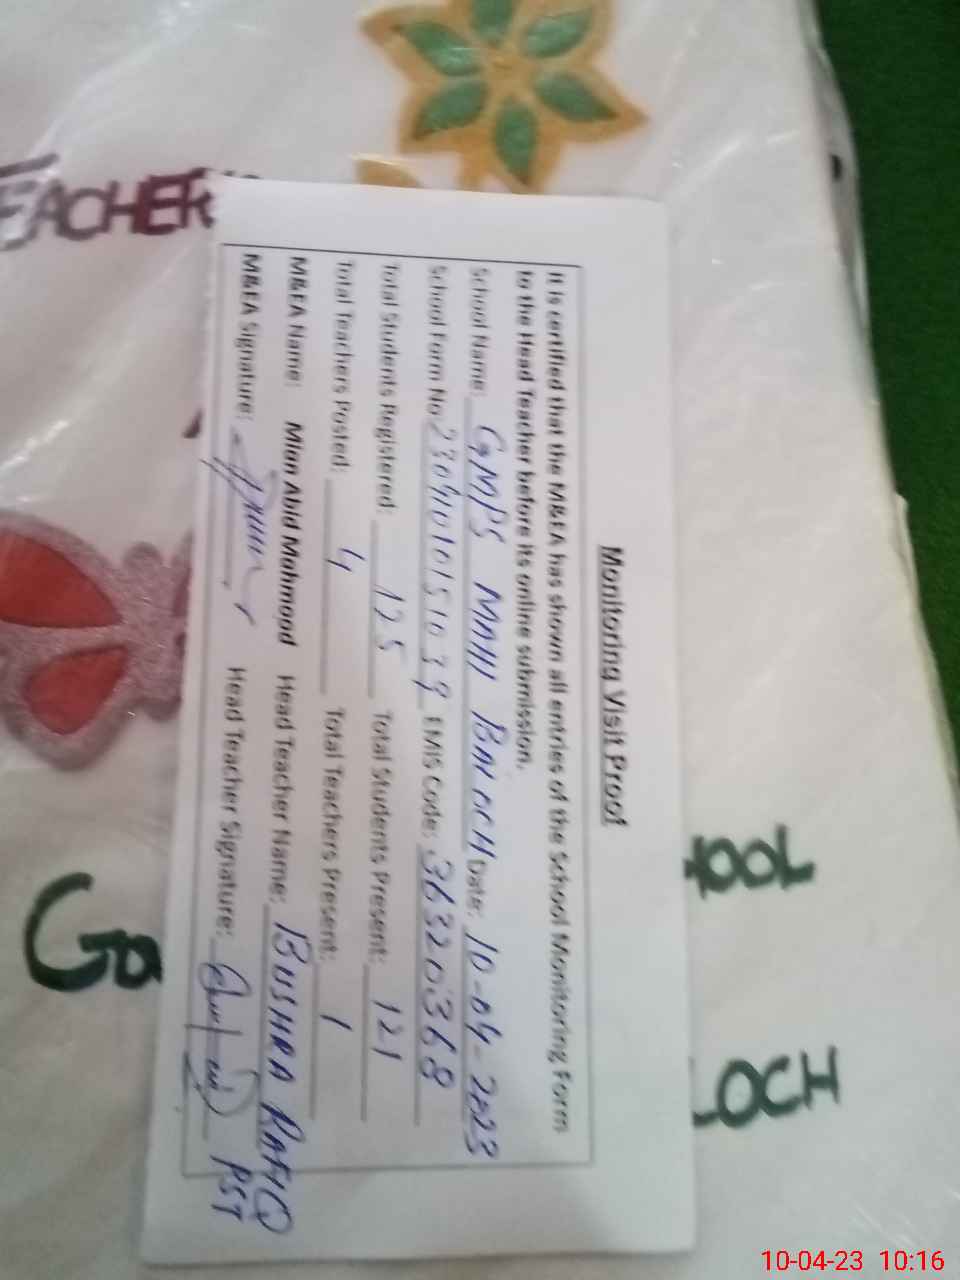 TEACHER
HOOL
LOCH
Monitoring Visit Proof
It is certified that the M&EA has shown all entries of the School Monitoring Form
to the Head Teacher before its online submission.
School Name: GMPS MAHI BALOCH Date: 10-04-2023
School Form No. EMIS Code: 36320368
Total Students Registered: 125 Total Students Present: 121
Total Teachers Posted: 4 Total Teachers Present: 1
M&EA Name: Mian Abid Mahmood Head Teacher Name: BUSHRA RAFIQ
M&EA Signature: Head Teacher Signature: PST
10-04-23 10:16